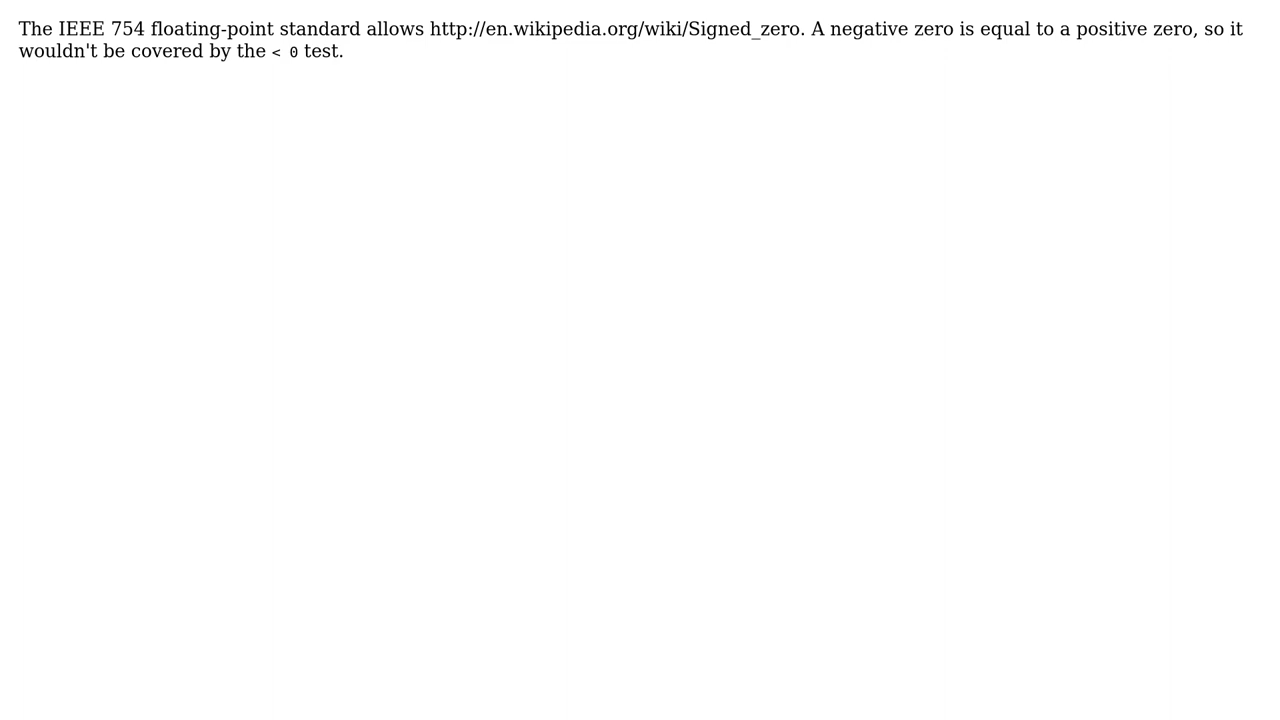 The IEEE 754 floating-point standard allows http://en.wikipedia.org/wiki/Signed_zero. A negative zero is equal to a positive zero, so it
wouldn't be covered by the < 0 test.